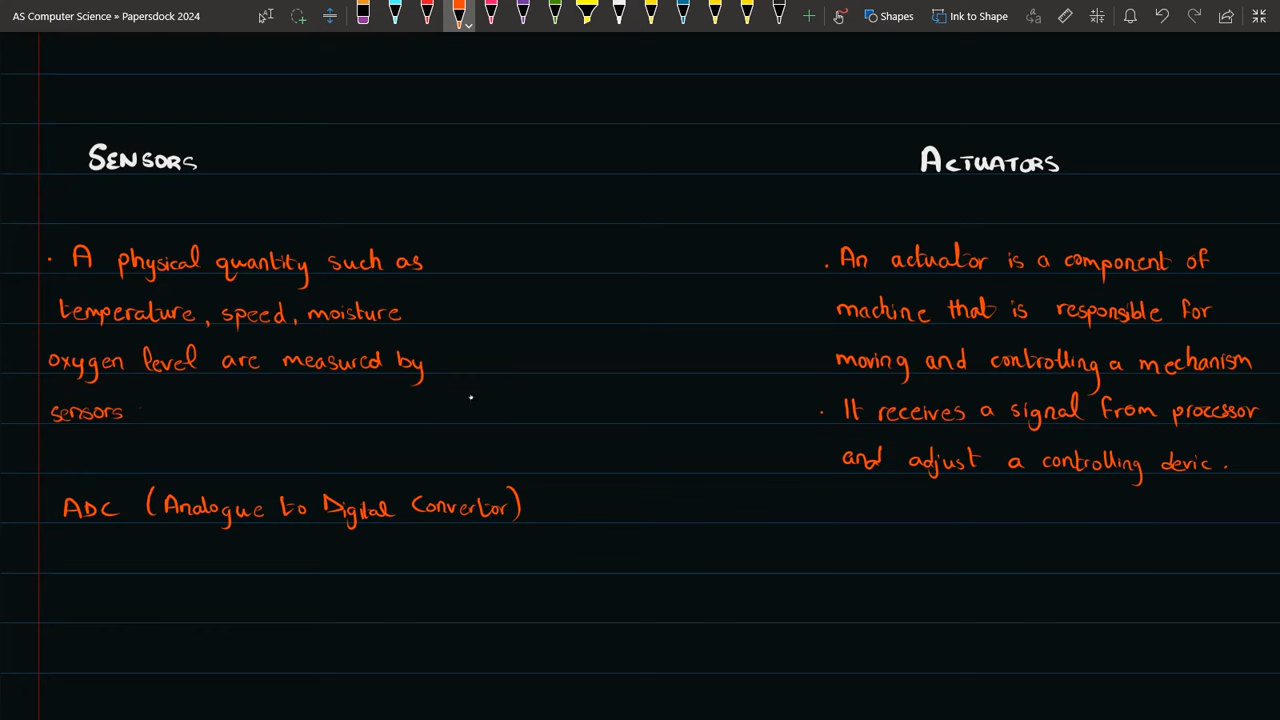 AS Computer Science » Papersdock 2024
Shapes
Ink to Shape
SENSORS
· A physical quantity such as
temperature, speed, moisture
oxygen level are measured by
sensors
ADC (Analogue to Digital Convertor)
ACTUATORS
. An actuator is a component of
machine that is responsible for
moving and controlling a mechanism
· It receives a signal from processor
and adjust a controlling devic.